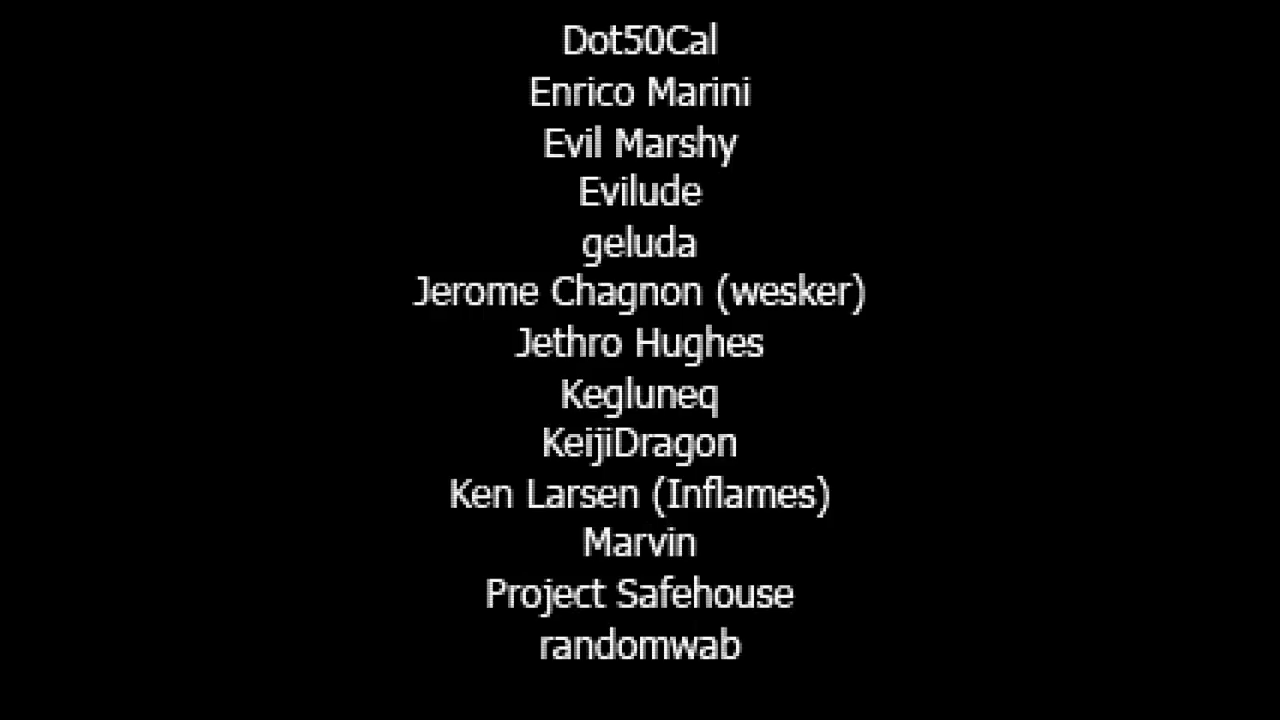 Dot50Cal
Enrico Marini
Evil Marshy
Evilude
geluda
Jerome Chagnon (wesker)
Jethro Hughes
Kegluneq
KeijiDragon
Ken Larsen (Inflames)
Marvin
Project Safehouse
randomwab